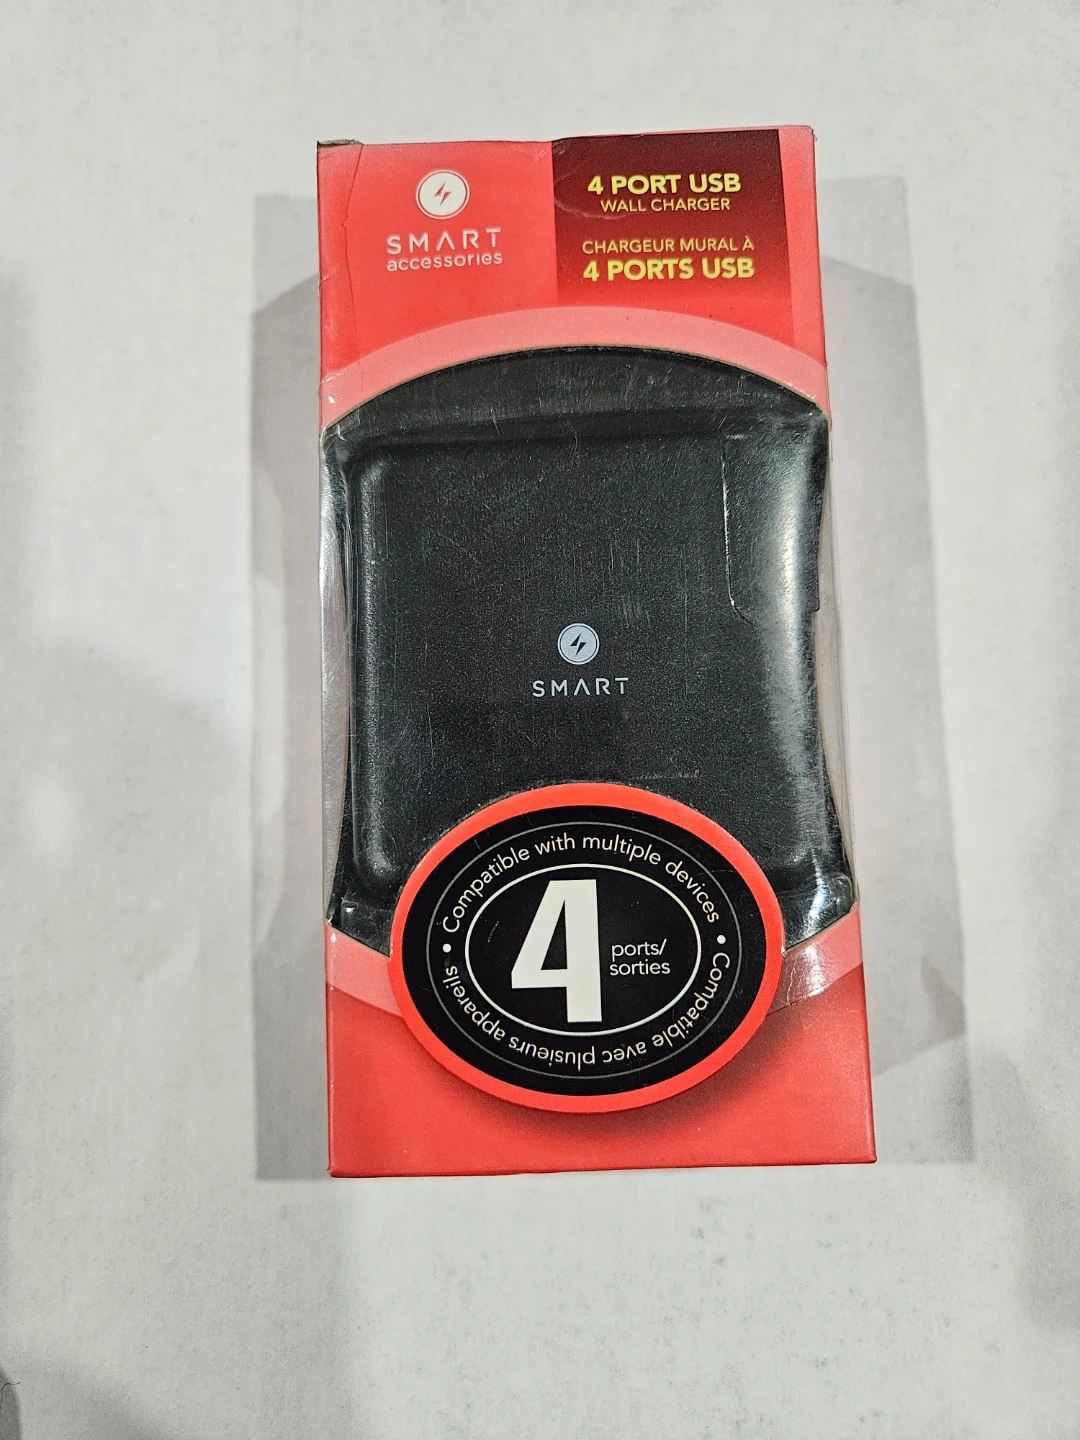 SMART
accessories
4 PORT USB
WALL CHARGER
CHARGEUR MURAL À
4 PORTS USB
SMART
• Compatible with multiple devices •
4
ports/
sorties
Compatible avec plusieurs appareils